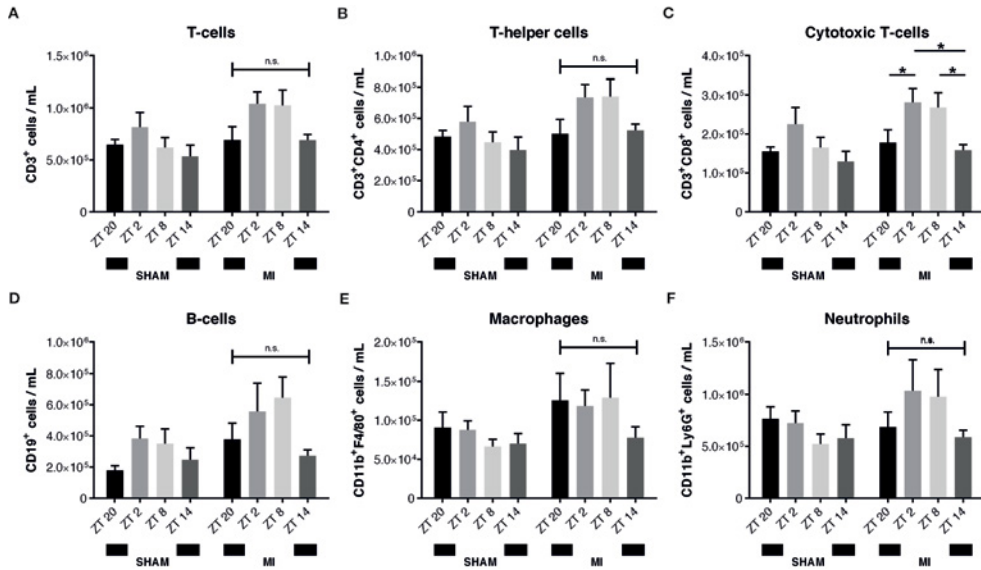 A
T-cells
CD3⁺ cells / mL
1.5×10⁶
1.0×10⁶
5.0×10⁵
0
n.s.
ZT 20
ZT 2
ZT 8
ZT 14
ZT 20
ZT 2
ZT 8
ZT 14
SHAM
MI
B
T-helper cells
CD3⁺CD4⁺ cells / mL
1.0×10⁶
8.0×10⁵
6.0×10⁵
4.0×10⁵
2.0×10⁵
0
n.s.
ZT 20
ZT 2
ZT 8
ZT 14
ZT 20
ZT 2
ZT 8
ZT 14
SHAM
MI
C
Cytotoxic T-cells
CD3⁺CD8⁺ cells / mL
4.0×10⁵
3.0×10⁵
2.0×10⁵
1.0×10⁵
0
*
* *
ZT 20
ZT 2
ZT 8
ZT 14
ZT 20
ZT 2
ZT 8
ZT 14
SHAM
MI
D
B-cells
CD19⁺ cells / mL
1.0×10⁶
8.0×10⁵
6.0×10⁵
4.0×10⁵
2.0×10⁵
0
n.s.
ZT 20
ZT 2
ZT 8
ZT 14
ZT 20
ZT 2
ZT 8
ZT 14
SHAM
MI
E
Macrophages
CD11b⁺F4/80⁺ cells / mL
2.0×10⁵
1.5×10⁵
1.0×10⁵
5.0×10⁴
0
n.s.
ZT 20
ZT 2
ZT 8
ZT 14
ZT 20
ZT 2
ZT 8
ZT 14
SHAM
MI
F
Neutrophils
CD11b⁺Ly6G⁺ cells / mL
1.5×10⁶
1.0×10⁶
5.0×10⁵
0
n.s.
ZT 20
ZT 2
ZT 8
ZT 14
ZT 20
ZT 2
ZT 8
ZT 14
SHAM
MI